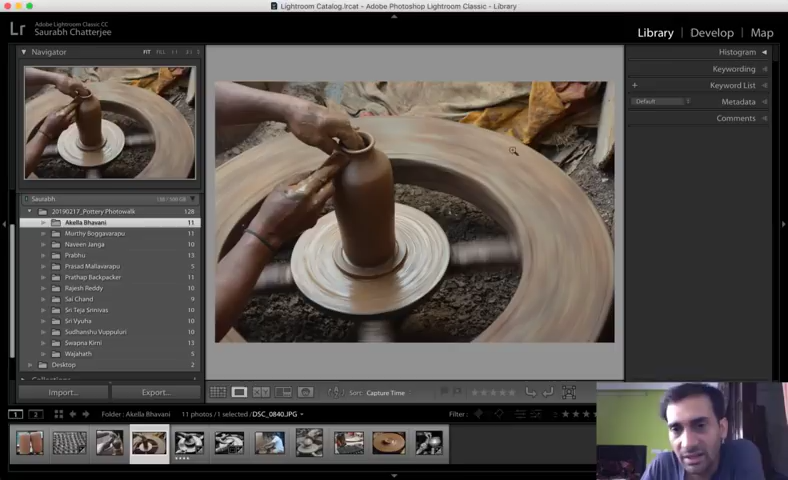 Lightroom Catalog.lrcat - Adobe Photoshop Lightroom Classic - Library
Lr
Adobe Lightroom Classic CC
Saurabh Chatterjee
Library | Develop | Map
Navigator
FIT FILL 1:1
Histogram
Keywording
Keyword List
Default
Metadata
Comments
Saurabh
20190217_Pottery Photowalk 128
Akella Bhavani 11
Murthy Boggavarapu 11
Naveen Janga 10
Prabhu 13
Prasad Mallavarapu 5
Prathap Backpacker 11
Rajesh Reddy 10
Sai Chand 9
Sri Teja Srinivas 10
Sri Vyuha 10
Sudhanshu Vuppuluri 10
Swapna Kirni 13
Wajahath 5
Desktop 2
Import...
Export...
Sort: Capture Time
1 2
Folder : Akella Bhavani
11 photos / 1 selected / DSC_0840.JPG
Filter :